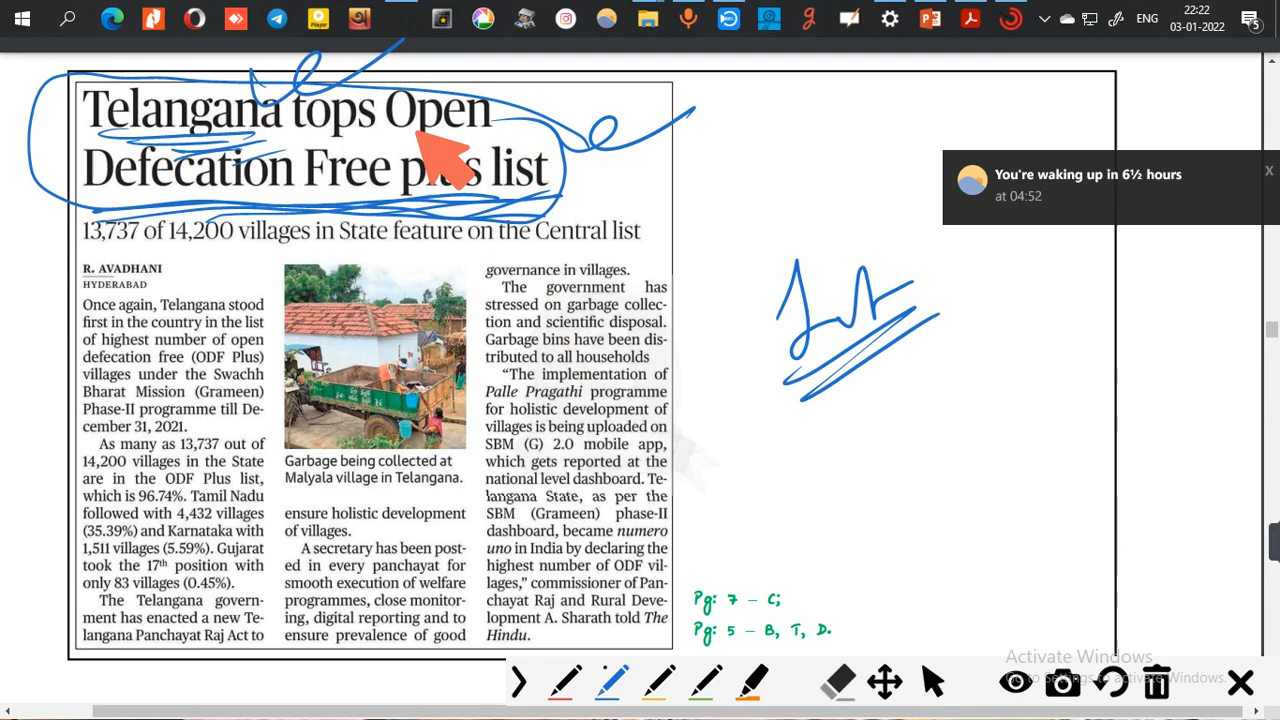 ENG
22:22
03-01-2022
5
Telangana tops Open
Defecation Free plus list
13,737 of 14,200 villages in State feature on the Central list
R. AVADHANI
HYDERABAD
Once again, Telangana stood
first in the country in the list
of highest number of open
defecation free (ODF Plus)
villages under the Swachh
Bharat Mission (Grameen)
Phase-II programme till De-
cember 31, 2021.
As many as 13,737 out of
14,200 villages in the State
are in the ODF Plus list,
which is 96.74%. Tamil Nadu
followed with 4,432 villages
(35.39%) and Karnataka with
1,511 villages (5.59%). Gujarat
took the 17th position with
only 83 villages (0.45%).
The Telangana govern-
ment has enacted a new Te-
langana Panchayat Raj Act to
Garbage being collected at
Malyala village in Telangana.
ensure holistic development
of villages.
A secretary has been post-
ed in every panchayat for
smooth execution of welfare
programmes, close monitor-
ing, digital reporting and to
ensure prevalence of good
governance in villages.
The government has
stressed on garbage collec-
tion and scientific disposal.
Garbage bins have been dis-
tributed to all households
“The implementation of
Palle Pragathi programme
for holistic development of
villages is being uploaded on
SBM (G) 2.0 mobile app,
which gets reported at the
national level dashboard. Te-
langana State, as per the
SBM (Grameen) phase-II
dashboard, became numero
uno in India by declaring the
highest number of ODF vil-
lages,” commissioner of Pan-
chayat Raj and Rural Deve-
lopment A. Sharath told The
Hindu.
You're waking up in 6½ hours
at 04:52
Pg: 7 – C;
Pg: 5 – B, T, D.
Activate Windows
Go to Settings to activate Windows.